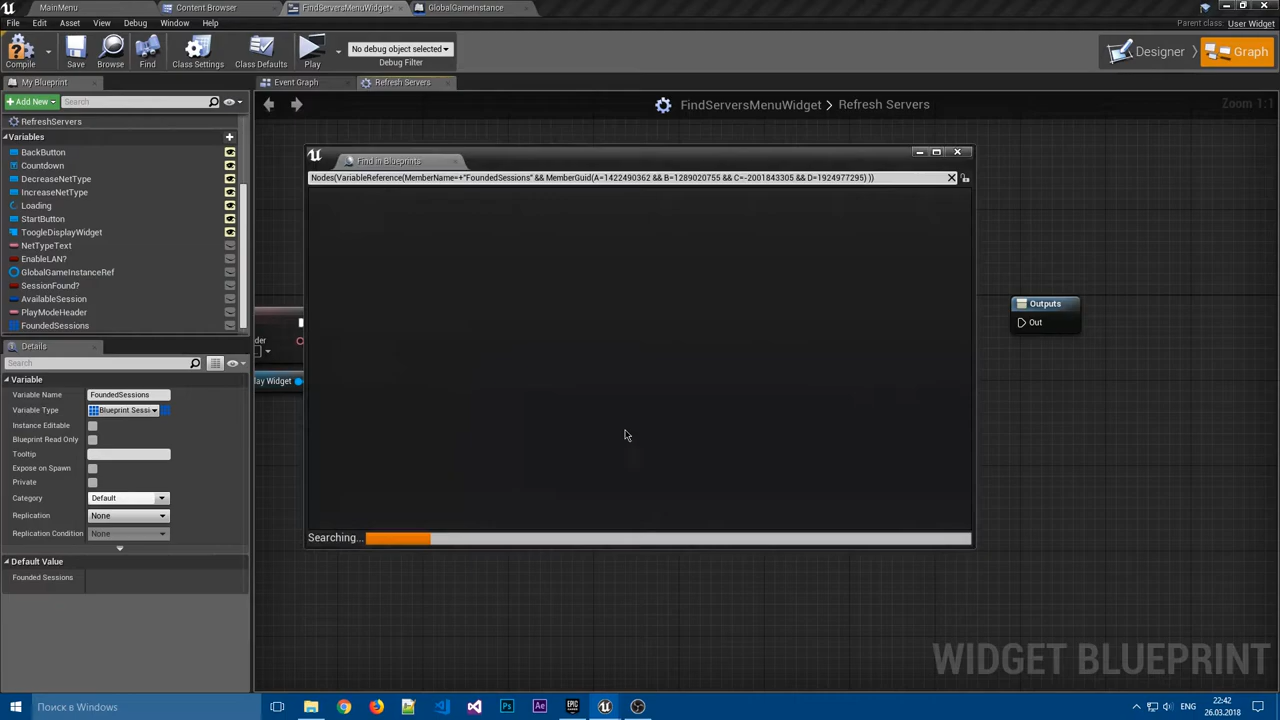 MainMenu Content Browser FindServersMenuWidget* GlobalGameInstance
File Edit Asset View Debug Window Help
Parent class: User Widget
Compile Save Browse Find Class Settings Class Defaults Play
No debug object selected
Debug Filter
Designer Graph
My Blueprint
Event Graph Refresh Servers
Add New Search
FindServersMenuWidget > Refresh Servers
Zoom 1:1
RefreshServers
Variables
BackButton
Countdown
DecreaseNetType
IncreaseNetType
Loading
StartButton
ToogleDisplayWidget
NetTypeText
EnableLAN?
GlobalGameInstanceRef
SessionFound?
AvailableSession
PlayModeHeader
FoundedSessions
Find in Blueprints
Nodes(VariableReference(MemberName=+"FoundedSessions" && MemberGuid(A=1422490362 && B=1289020755 && C=-2001843305 && D=1924977295) ))
Searching...
der
lay Widget
Outputs
Out
Details
Search
Variable
Variable Name FoundedSessions
Variable Type Blueprint Sessi
Instance Editable
Blueprint Read Only
Tooltip
Expose on Spawn
Private
Category Default
Replication None
Replication Condition None
Default Value
Founded Sessions
WIDGET BLUEPRINT
Поиск в Windows
22:42
26.03.2018